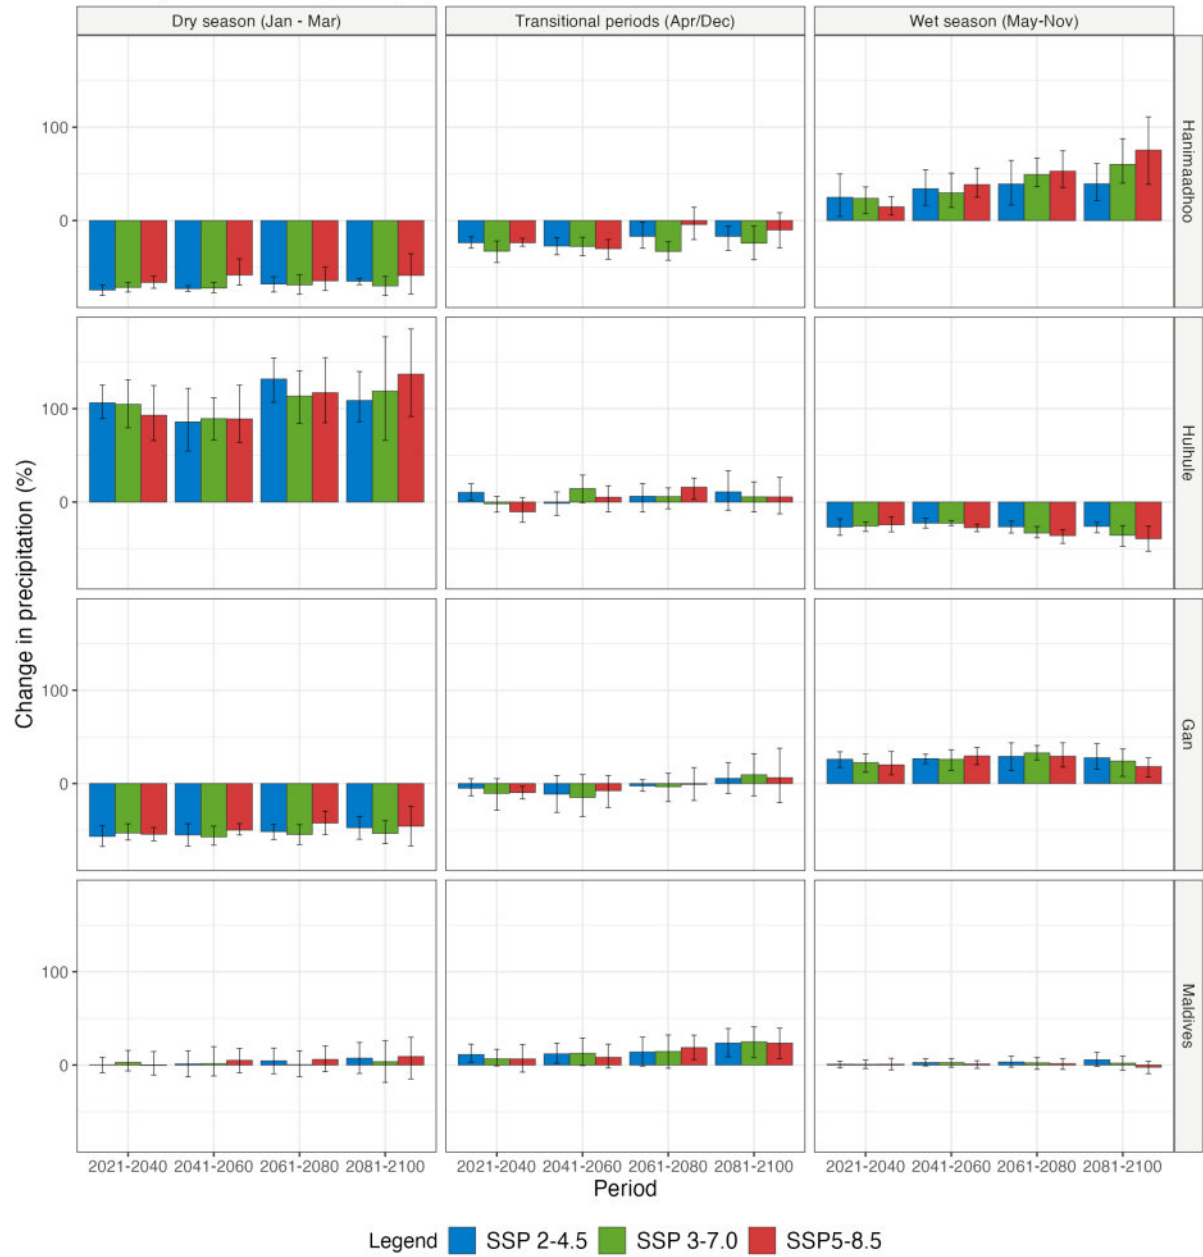 Dry season (Jan - Mar)
Transitional periods (Apr/Dec)
Wet season (May-Nov)
100
0
Hanimaadhoo
100
0
Hulhule
100
0
Gan
100
0
Maldives
Change in precipitation (%)
2021-2040 2041-2060 2061-2080 2081-2100
2021-2040 2041-2060 2061-2080 2081-2100
2021-2040 2041-2060 2061-2080 2081-2100
Period
Legend SSP 2-4.5 SSP 3-7.0 SSP5-8.5